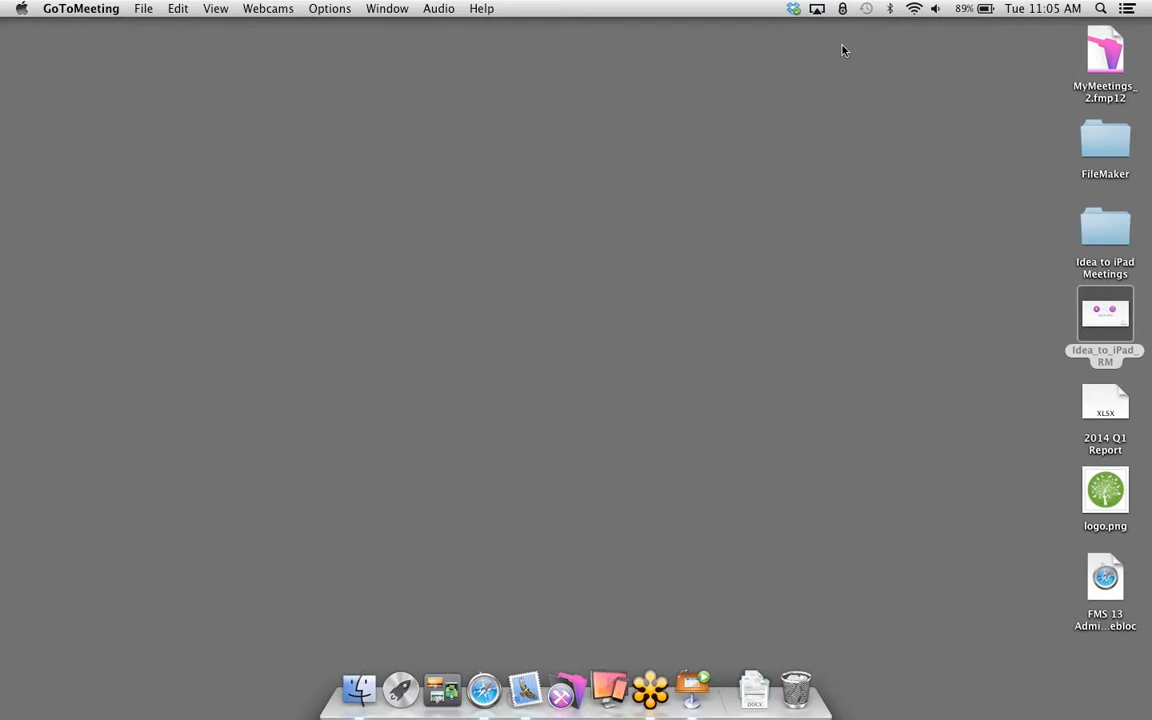 GoToMeeting File Edit View Webcams Options Window Audio Help 89% Tue 11:05 AM
MyMeetings_
2.fmp12
FileMaker
Idea to iPad
Meetings
Idea_to_iPad_
RM
XLSX
2014 Q1
Report
logo.png
FMS 13
Admi...ebloc
DOCX